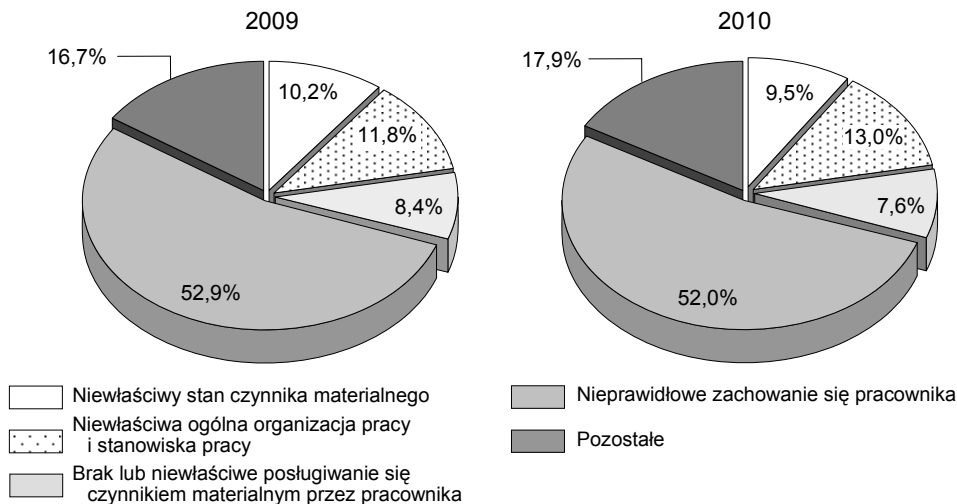 2009
16,7%
10,2%
11,8%
8,4%
52,9%
2010
17,9%
9,5%
13,0%
7,6%
52,0%
Niewłaściwy stan czynnika materialnego
Niewłaściwa ogólna organizacja pracy
i stanowiska pracy
Brak lub niewłaściwe posługiwanie się
czynnikiem materialnym przez pracownika
Nieprawidłowe zachowanie się pracownika
Pozostałe